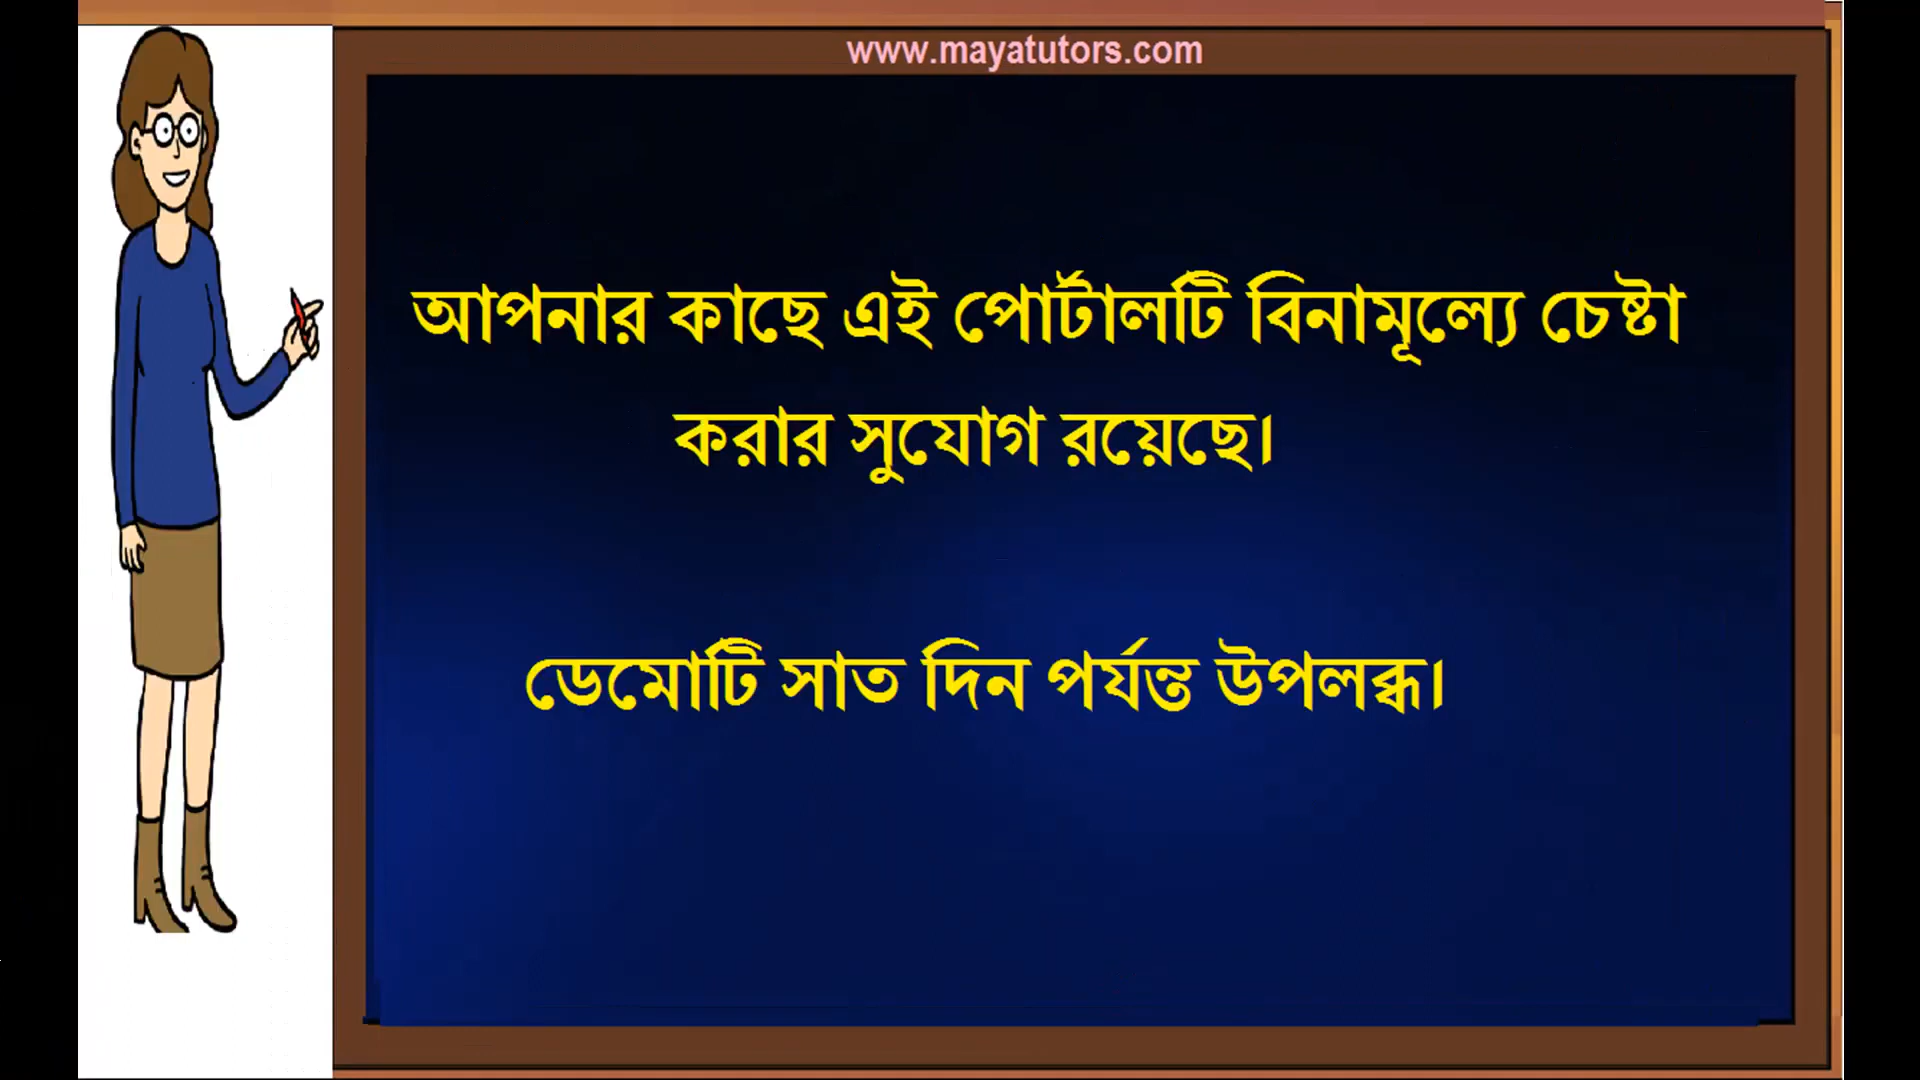 www.mayatutors.com
আপনার কাছে এই পোর্টালটি বিনামূল্যে চেষ্টা
করার সুযোগ রয়েছে।
ডেমোটি সাত দিন পর্যন্ত উপলব্ধ।